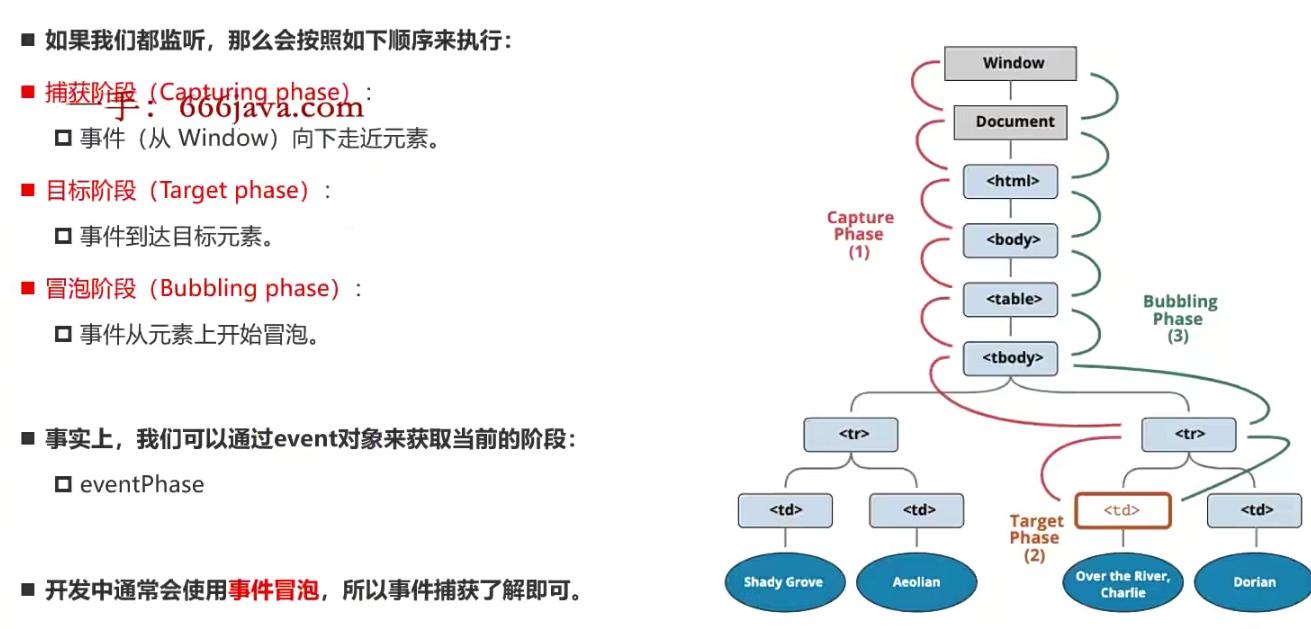 如果我们都监听，那么会按照如下顺序来执行：
捕获阶段（Capturing phase）：
一手：666java.com
事件（从 Window）向下走近元素。
目标阶段（Target phase）：
事件到达目标元素。
冒泡阶段（Bubbling phase）：
事件从元素上开始冒泡。
事实上，我们可以通过event对象来获取当前的阶段：
eventPhase
开发中通常会使用事件冒泡，所以事件捕获了解即可。
Window
Document
<html>
<body>
<table>
<tbody>
Capture
Phase
(1)
Bubbling
Phase
(3)
<tr>
<tr>
<td>
<td>
<td>
<td>
Target
Phase
(2)
Shady Grove
Aeolian
Over the River,
Charlie
Dorian